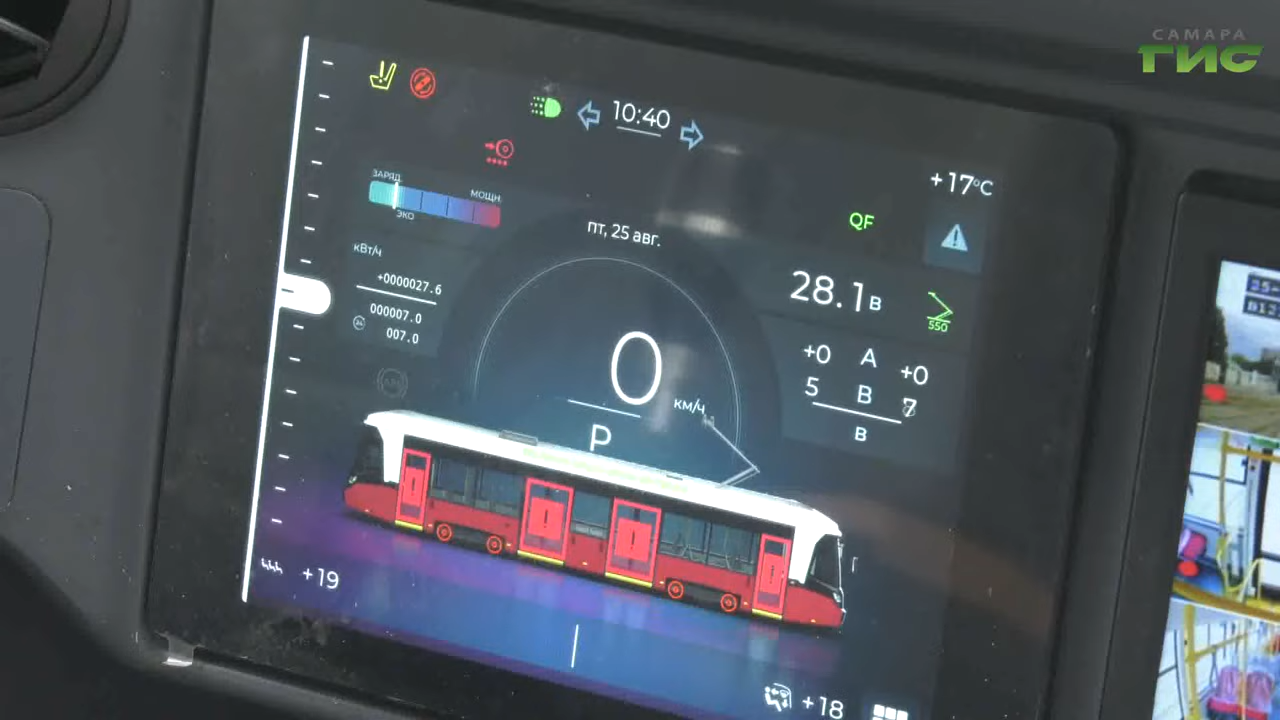 САМАРА
ГИС
10:40
+17°C
ЗАРЯД
МОЩН.
ЭКО
QF
пт, 25 авг.
кВт/ч
+0000027.6
000007.0
007.0
28.1 В
550
+0 А +0
5 В
В
0
км/ч
P
+19
+18